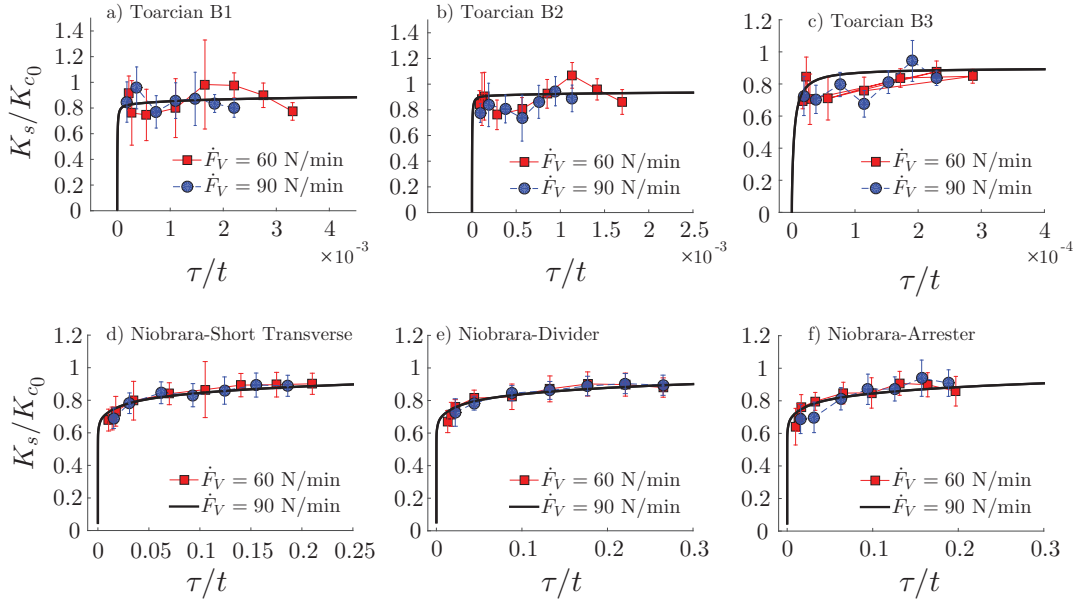 a) Toarcian B1
K_s/K_{c_0}
1.4
1.2
1
0.8
0.6
0.4
0.2
0
Ḟ_V = 60 N/min
Ḟ_V = 90 N/min
0 1 2 3 4
×10⁻³
τ/t
b) Toarcian B2
1.4
1.2
1
0.8
0.6
0.4
0.2
0
Ḟ_V = 60 N/min
Ḟ_V = 90 N/min
0 0.5 1 1.5 2 2.5
×10⁻³
τ/t
c) Toarcian B3
1.2
1
0.8
0.6
0.4
0.2
0
Ḟ_V = 60 N/min
Ḟ_V = 90 N/min
0 1 2 3 4
×10⁻⁴
τ/t
d) Niobrara-Short Transverse
K_s/K_{c_0}
1.2
1
0.8
0.6
0.4
0.2
0
Ḟ_V = 60 N/min
Ḟ_V = 90 N/min
0 0.05 0.1 0.15 0.20 0.25
τ/t
e) Niobrara-Divider
1.2
1
0.8
0.6
0.4
0.2
0
Ḟ_V = 60 N/min
Ḟ_V = 90 N/min
0 0.1 0.2 0.3
τ/t
f) Niobrara-Arrester
1.2
1
0.8
0.6
0.4
0.2
0
Ḟ_V = 60 N/min
Ḟ_V = 90 N/min
0 0.1 0.2 0.3
τ/t